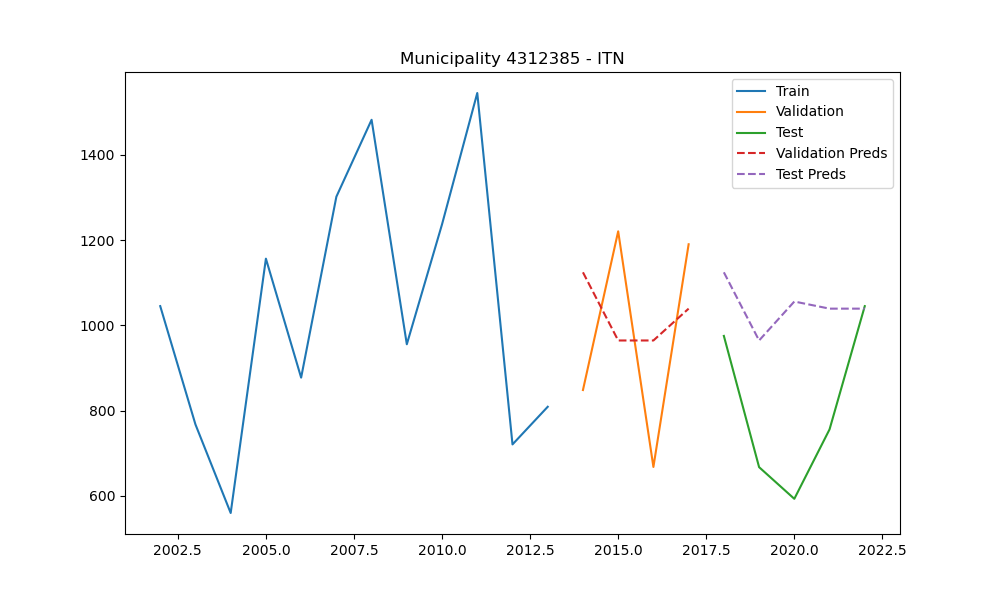 Municipality 4312385 - ITN
Train
Validation
Test
Validation Preds
Test Preds
1400
1200
1000
800
600
2002.5 2005.0 2007.5 2010.0 2012.5 2015.0 2017.5 2020.0 2022.5